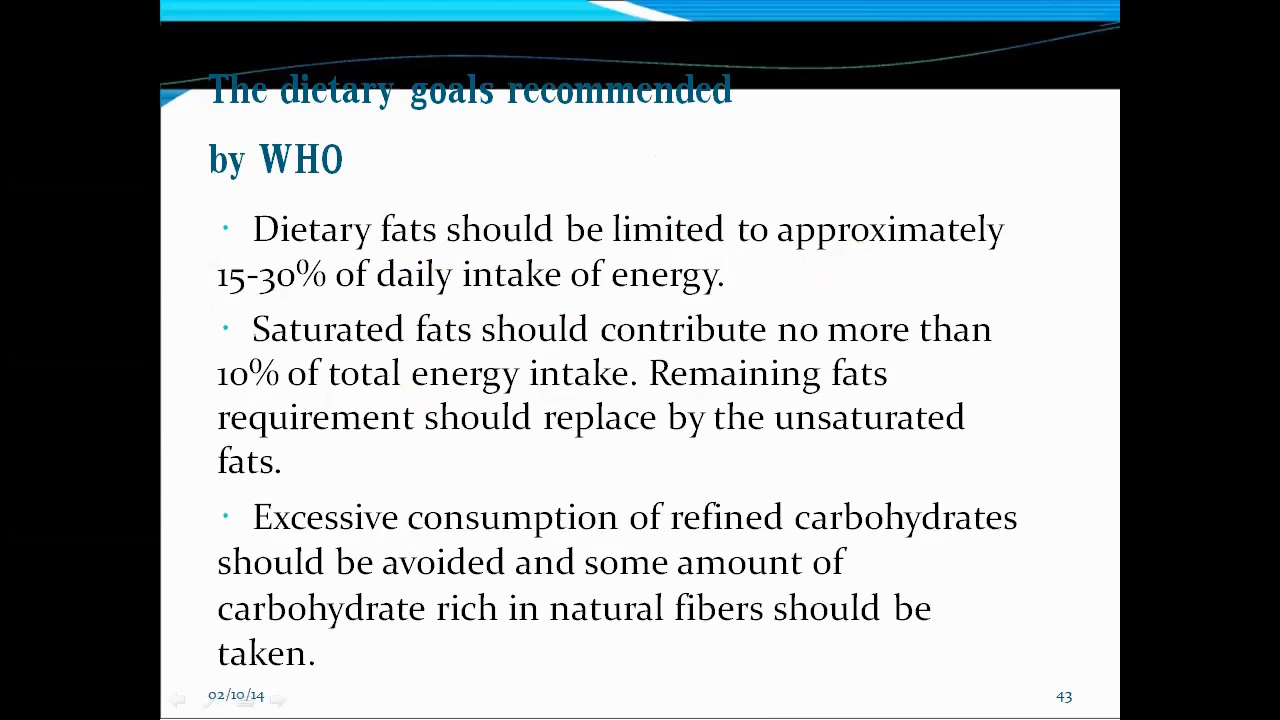 The dietary goals recommended
by WHO
· Dietary fats should be limited to approximately
15-30% of daily intake of energy.
· Saturated fats should contribute no more than
10% of total energy intake. Remaining fats
requirement should replace by the unsaturated
fats.
· Excessive consumption of refined carbohydrates
should be avoided and some amount of
carbohydrate rich in natural fibers should be
taken.
02/10/14
43